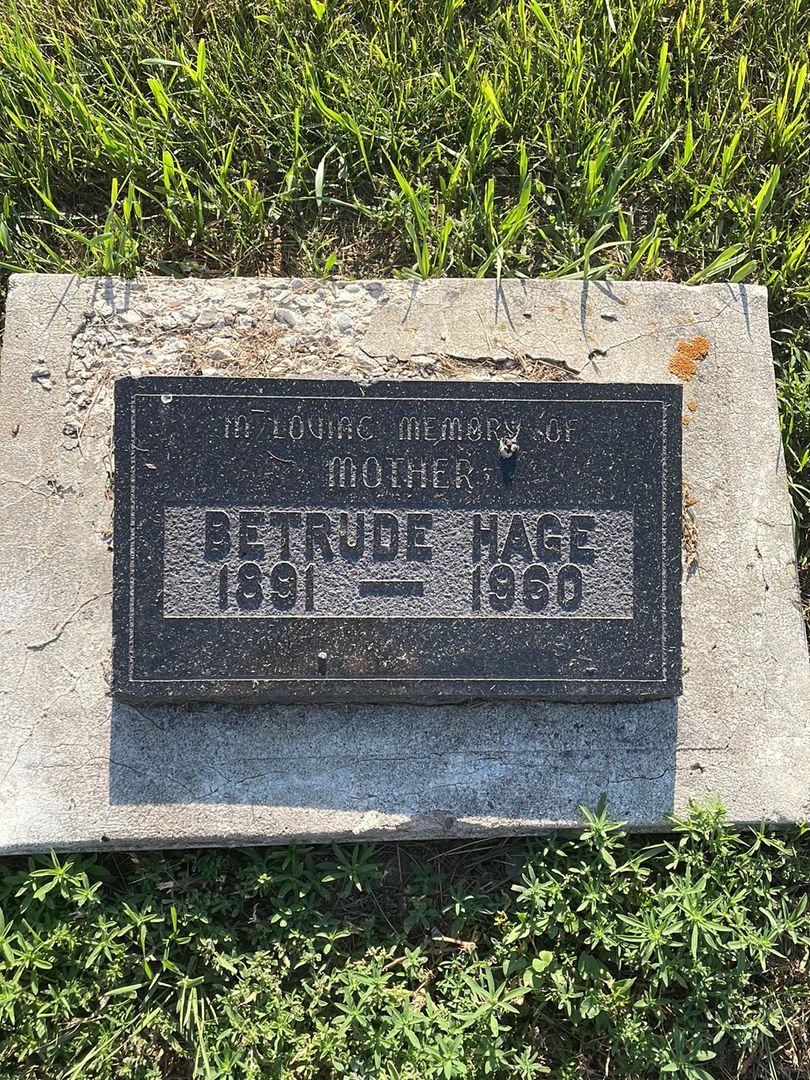 IN LOVING MEMORY OF
MOTHER
BETRUDE HAGE
1891 — 1960